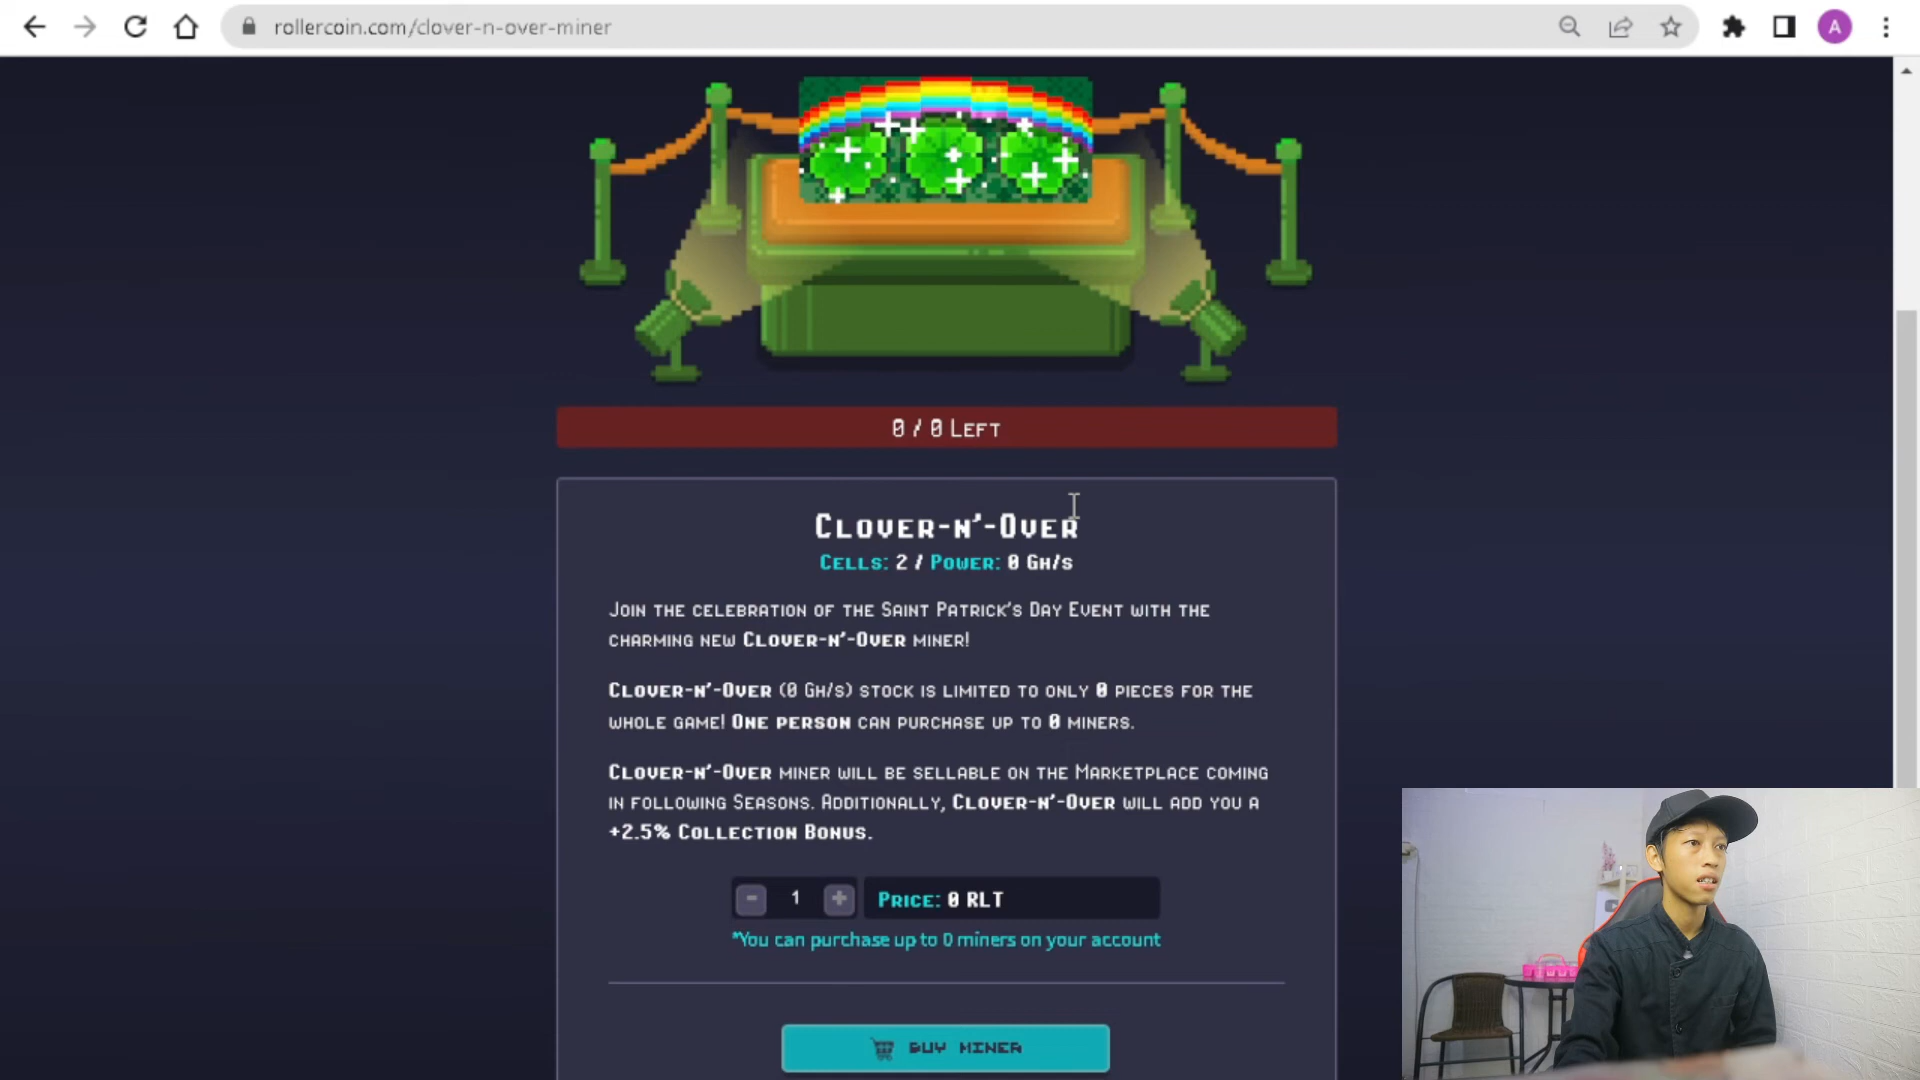 rollercoin.com/clover-n-over-miner
A
0 / 0 Left
Clover-n'-Over
Cells: 2 / Power: 0 Gh/s
Join the celebration of the Saint Patrick's Day Event with the
charming new Clover-n'-Over miner!
Clover-n'-Over (0 Gh/s) stock is limited to only 0 pieces for the
whole game! One person can purchase up to 0 miners.
Clover-n'-Over miner will be sellable on the Marketplace coming
in following Seasons. Additionally, Clover-n'-Over will add you a
+2.5% Collection Bonus.
- 1 + Price: 0 RLT
*You can purchase up to 0 miners on your account
Buy Miner